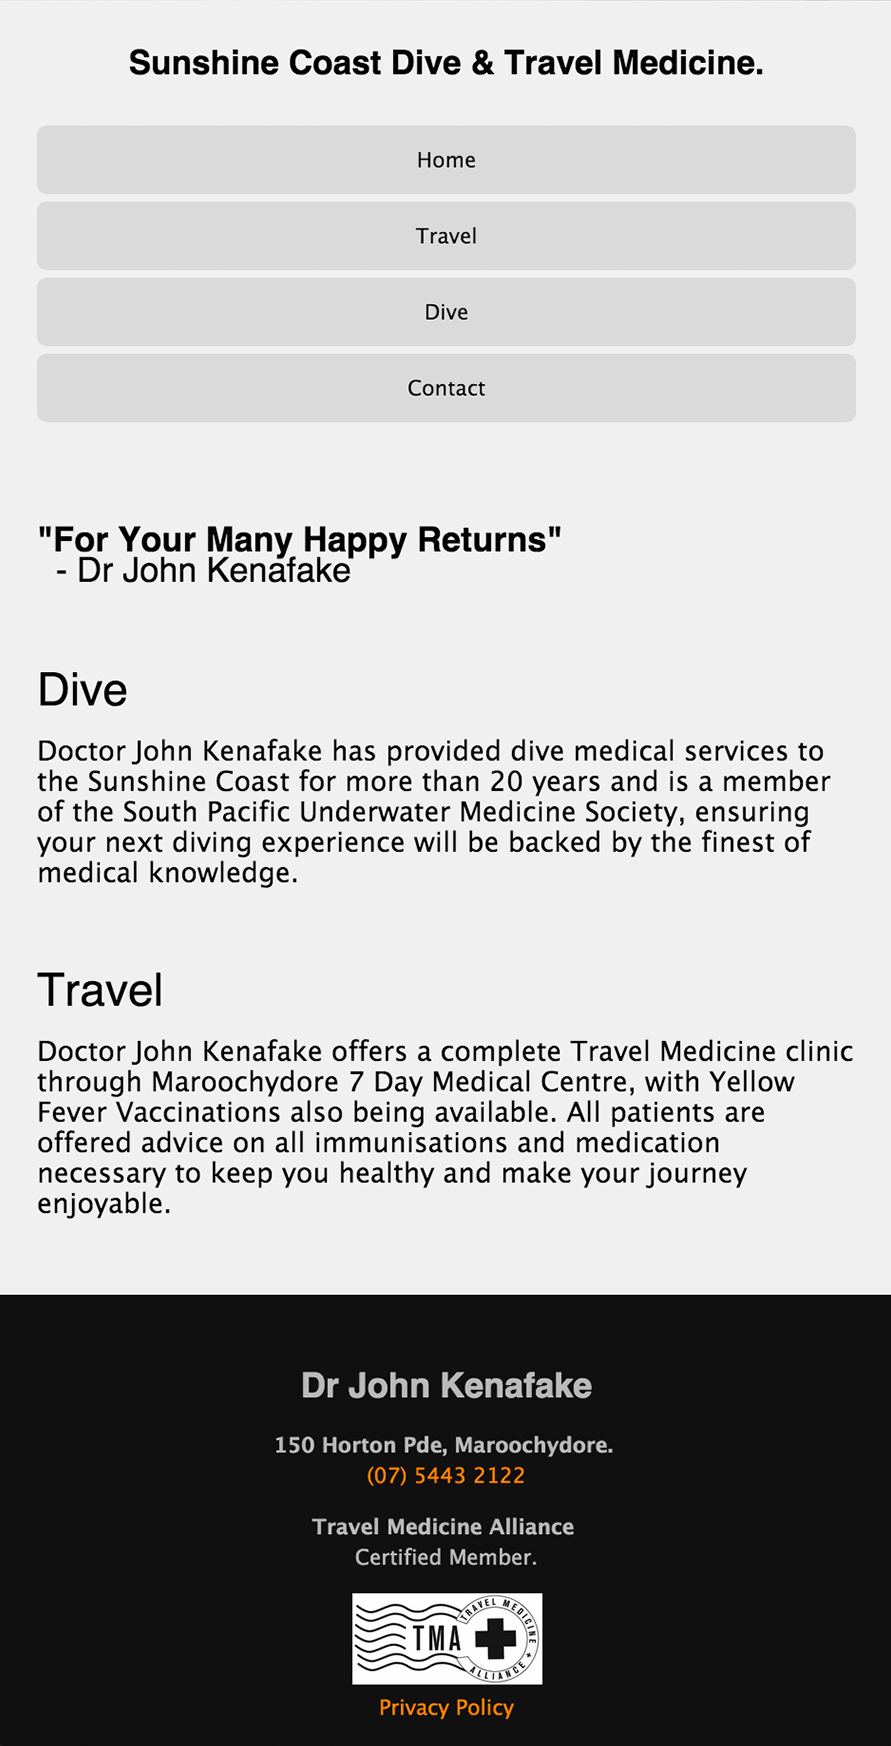 Sunshine Coast Dive & Travel Medicine.
Home
Travel
Dive
Contact
"For Your Many Happy Returns"
- Dr John Kenafake
Dive
Doctor John Kenafake has provided dive medical services to
the Sunshine Coast for more than 20 years and is a member
of the South Pacific Underwater Medicine Society, ensuring
your next diving experience will be backed by the finest of
medical knowledge.
Travel
Doctor John Kenafake offers a complete Travel Medicine clinic
through Maroochydore 7 Day Medical Centre, with Yellow
Fever Vaccinations also being available. All patients are
offered advice on all immunisations and medication
necessary to keep you healthy and make your journey
enjoyable.
Dr John Kenafake
150 Horton Pde, Maroochydore.
(07) 5443 2122
Travel Medicine Alliance
Certified Member.
TMA
TRAVEL MEDICINE
ALLIANCE
Privacy Policy